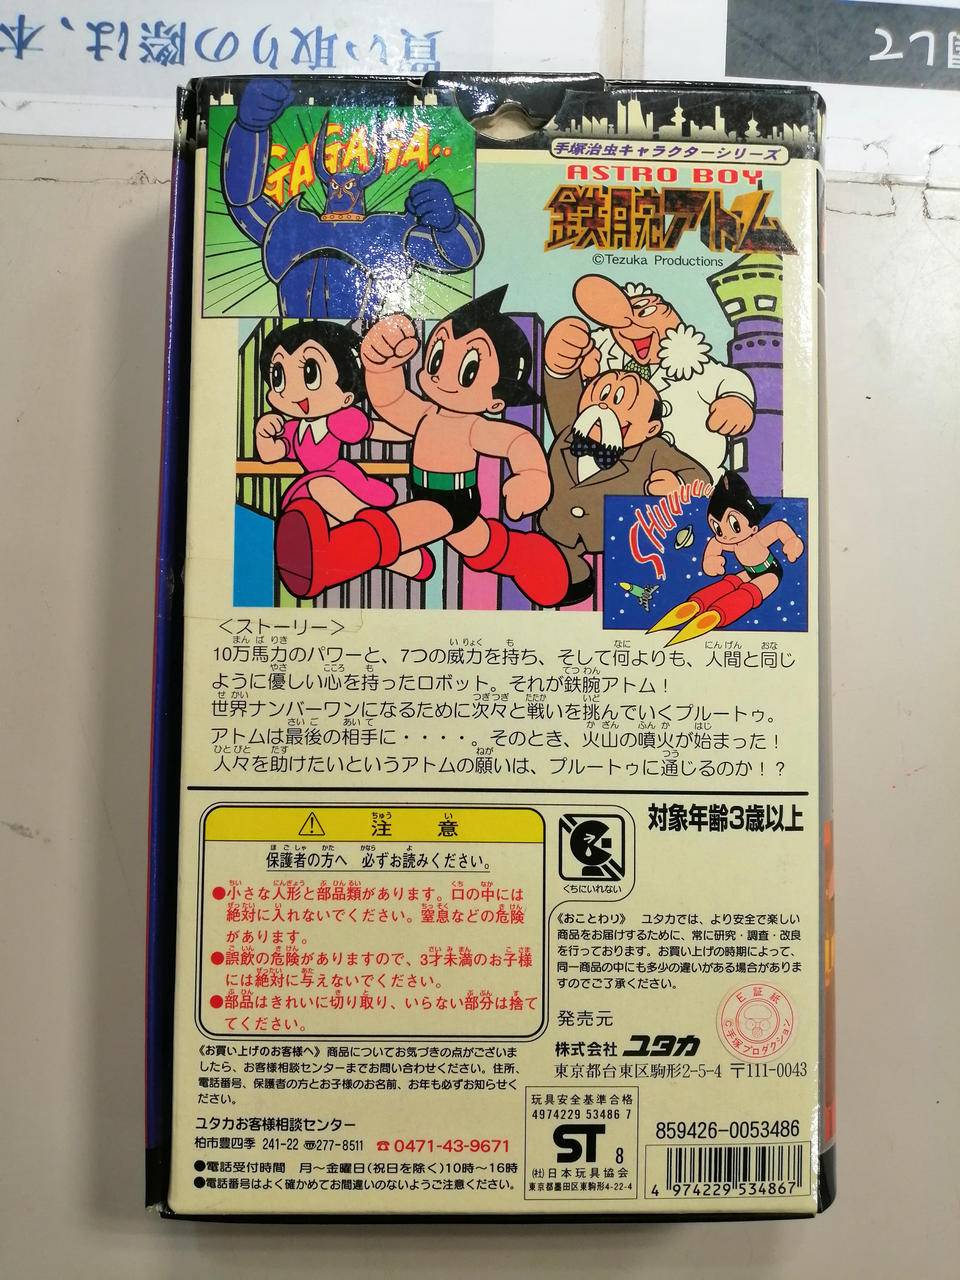 買い取りの際は、本
して
GAGAGA..
手塚治虫キャラクターシリーズ
ASTRO BOY
鉄腕アトム
©Tezuka Productions
SHUUUUU
<ストーリー>
10万馬力のパワーと、7つの威力を持ち、そして何よりも、人間と同じ
ように優しい心を持ったロボット。それが鉄腕アトム！
世界ナンバーワンになるために次々と戦いを挑んでいくプルートゥ。
アトムは最後の相手に・・・・。そのとき、火山の噴火が始まった！
人々を助けたいというアトムの願いは、プルートゥに通じるのか！？
注意
保護者の方へ 必ずお読みください。
●小さな人形と部品類があります。口の中には
絶対に入れないでください。窒息などの危険
があります。
●誤飲の危険がありますので、3才未満のお子様
には絶対に与えないでください。
●部品はきれいに切り取り、いらない部分は捨て
てください。
くちにいれない
対象年齢3歳以上
《おことわり》 ユタカでは、より安全で楽しい
商品をお届けするために、常に研究・調査・改良
を行っております。お買い上げの時期によって、
同一商品の中にも多少の違いがある場合がありま
すのでご了承ください。
発売元
株式会社 ユタカ
東京都台東区駒形2-5-4 〒111-0043
E証紙
©手塚プロダクション
《お買い上げのお客様へ》商品についてお気づきの点がございま
したら、お客様相談センターまでお問い合わせください。住所、
電話番号、保護者の方とお子様のお名前、お年も必ずお知らせく
ださい。
ユタカお客様相談センター
柏市豊四季 241-22 〒277-8511 ☎0471-43-9671
●電話受付時間 月〜金曜日(祝日を除く)10時〜16時
●電話番号はよく確かめてお間違いのないようご注意ください。
玩具安全基準合格
4974229 53486 7
ST 8
(社)日本玩具協会
東京都墨田区東駒形4-22-4
859426-0053486
4 974229 534867